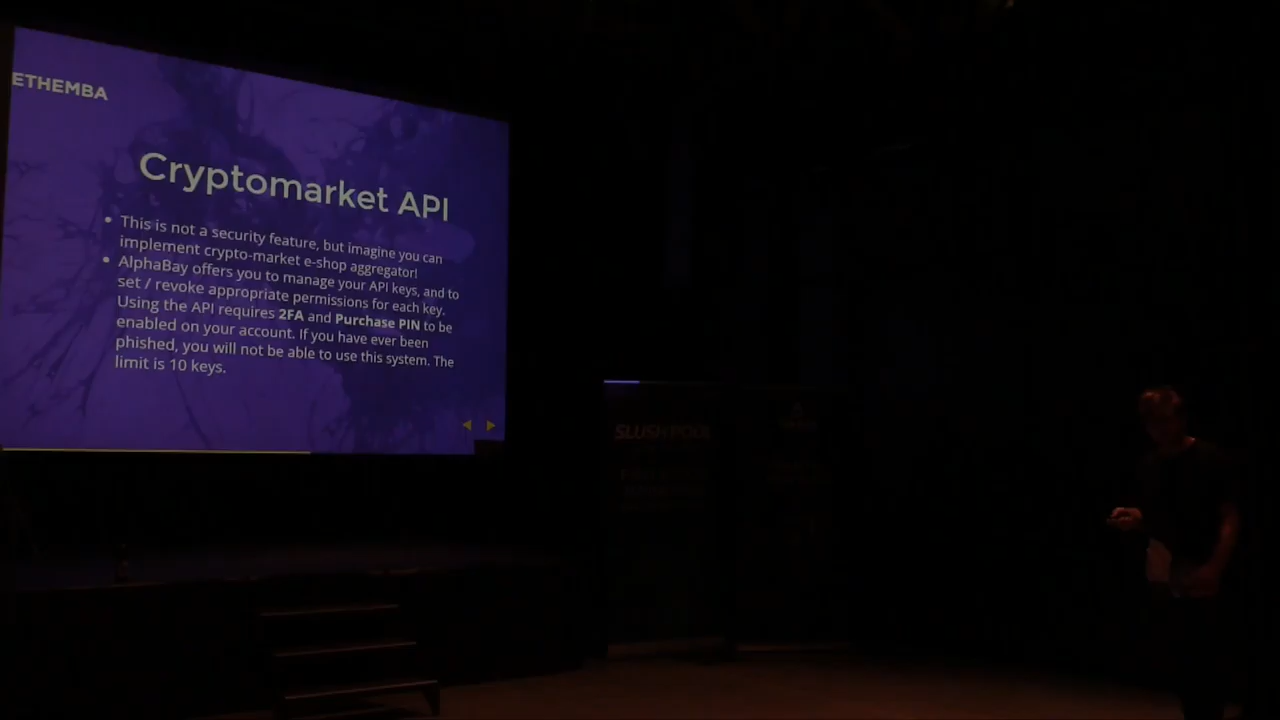 ETHEMBA
Cryptomarket API
• This is not a security feature, but imagine you can
implement crypto-market e-shop aggregator!
• AlphaBay offers you to manage your API keys, and to
set / revoke appropriate permissions for each key.
Using the API requires 2FA and Purchase PIN to be
enabled on your account. If you have ever been
phished, you will not be able to use this system. The
limit is 10 keys.
SLUSH POOL